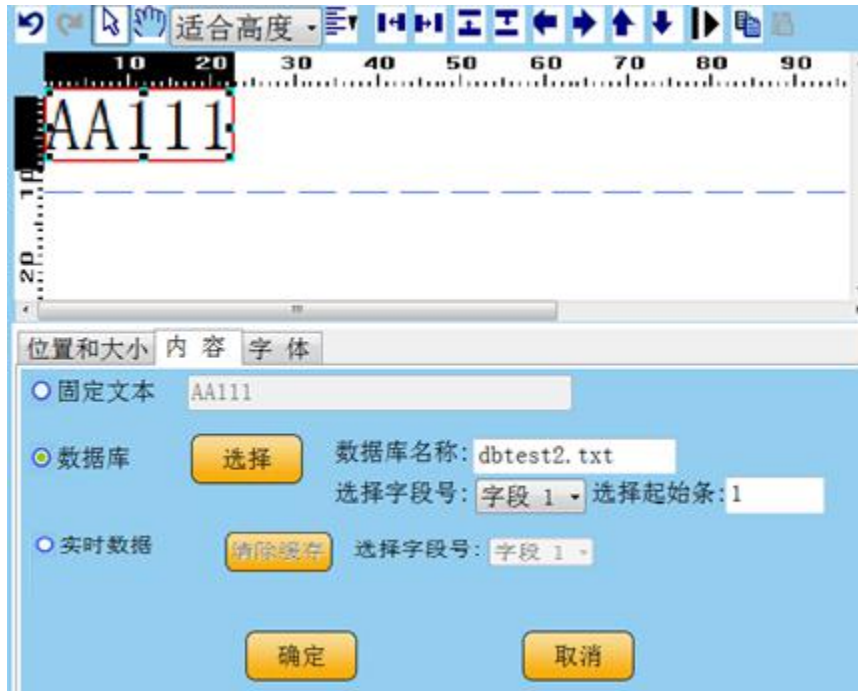 适合高度
10 20 30 40 50 60 70 80 90
AA111
10
20
位置和大小 内 容 字 体
固定文本 AA111
数据库 选择 数据库名称: dbtest2.txt
选择字段号: 字段 1 选择起始条: 1
实时数据 清除缓存 选择字段号: 字段 1
确定 取消